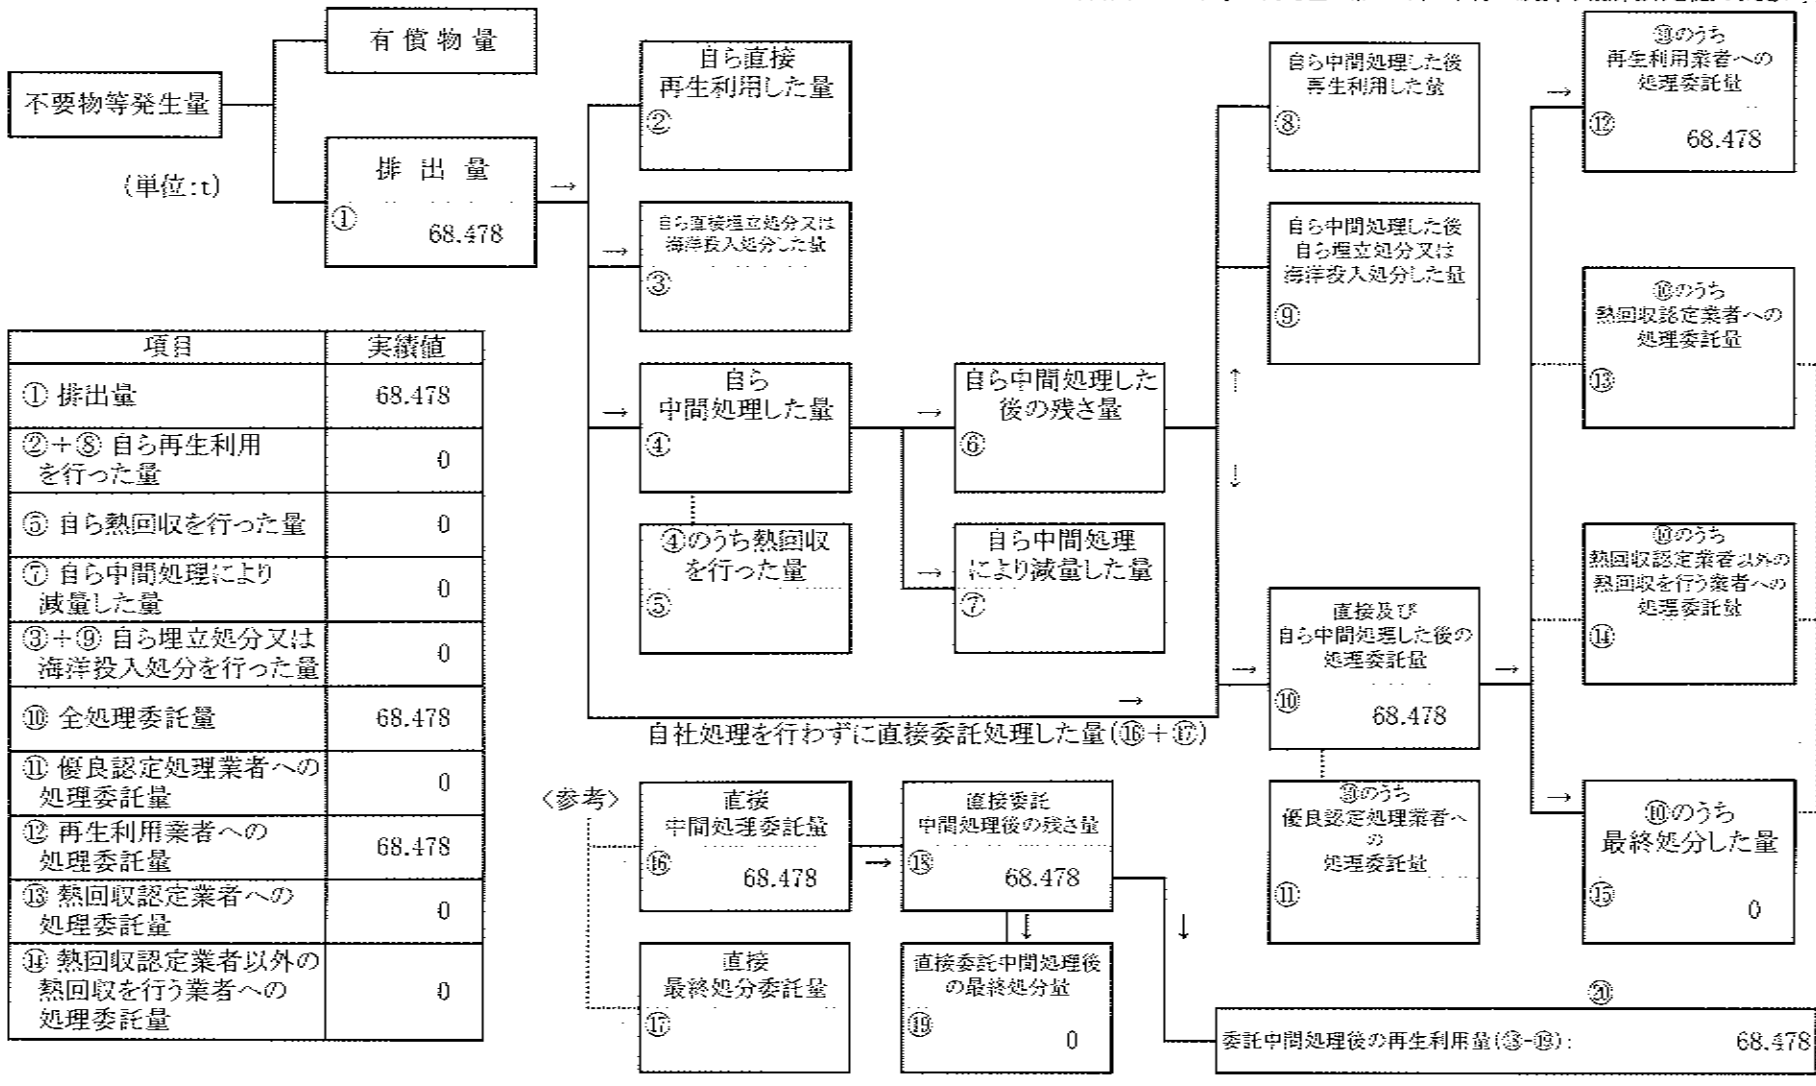 不要物等発生量
(単位:t)
有償物量
排出量
① 68.478
→
自ら直接
再生利用した量
②
→
自ら直接埋立処分又は
海洋投入処分した量
③
→
自ら
中間処理した量
④
④のうち熱回収
を行った量
⑤
→
自ら中間処理した
後の残さ量
⑥
→
自ら中間処理
により減量した量
⑦
自ら中間処理した後
再生利用した量
⑧
自ら中間処理した後
自ら埋立処分又は
海洋投入処分した量
⑨
↑
↓
→
直接及び
自ら中間処理した後の
処理委託量
⑩ 68.478
→
自社処理を行わずに直接委託処理した量(⑯+⑰)
のうち
優良認定処理業者へ
の
処理委託量
⑪
→
のうち
再生利用業者への
処理委託量
⑫ 68.478
⑩のうち
熱回収認定業者への
処理委託量
⑬
⑩のうち
熱回収認定業者以外の
熱回収を行う業者への
処理委託量
⑭
→
→
⑩のうち
最終処分した量
⑮ 0
項目 実績値
① 排出量 68.478
②+⑧ 自ら再生利用
を行った量 0
⑤ 自ら熱回収を行った量 0
⑦ 自ら中間処理により
減量した量 0
③+⑨ 自ら埋立処分又は
海洋投入処分を行った量 0
⑩ 全処理委託量 68.478
⑪ 優良認定処理業者への
処理委託量 0
⑫ 再生利用業者への
処理委託量 68.478
⑬ 熱回収認定業者への
処理委託量 0
⑭ 熱回収認定業者以外の
熱回収を行う業者への
処理委託量 0
〈参考〉
直接
中間処理委託量
⑯ 68.478
→
直接委託
中間処理後の残さ量
⑱ 68.478
↓
↓
直接
最終処分委託量
⑰
直接委託中間処理後
の最終処分量
⑲ 0
⑳
委託中間処理後の再生利用量(⑱-⑲): 68.478